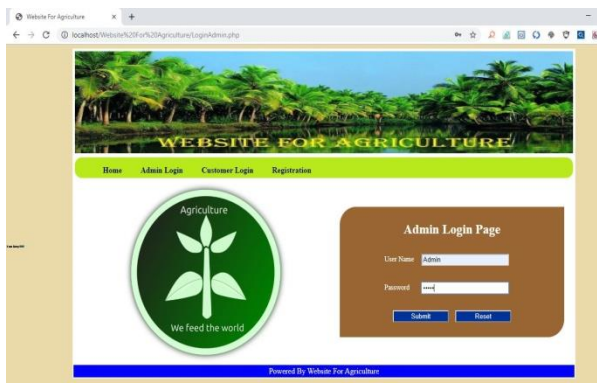 Website For Agriculture
localhost/Website%20For%20Agriculture/LoginAdmin.php
WEBSITE FOR AGRICULTURE
Home Admin Login Customer Login Registration
Agriculture
We feed the world
Admin Login Page
User Name Admin
Password •••••
Submit Reset
Powered By Website For Agriculture